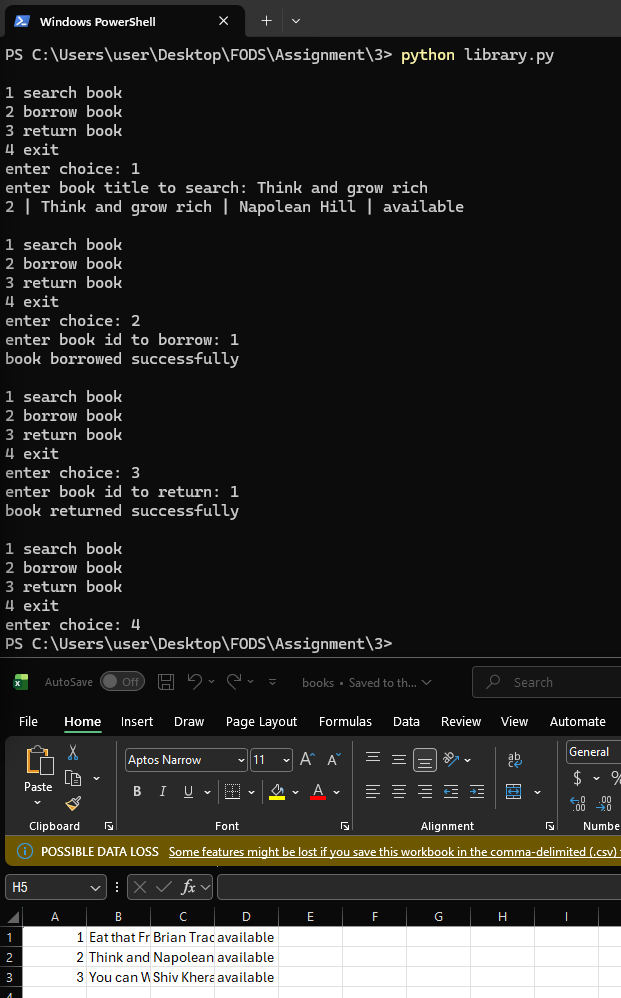 Windows PowerShell
PS C:\Users\user\Desktop\FODS\Assignment\3> python library.py
1 search book
2 borrow book
3 return book
4 exit
enter choice: 1
enter book title to search: Think and grow rich
2 | Think and grow rich | Napolean Hill | available
1 search book
2 borrow book
3 return book
4 exit
enter choice: 2
enter book id to borrow: 1
book borrowed successfully
1 search book
2 borrow book
3 return book
4 exit
enter choice: 3
enter book id to return: 1
book returned successfully
1 search book
2 borrow book
3 return book
4 exit
enter choice: 4
PS C:\Users\user\Desktop\FODS\Assignment\3>
AutoSave Off books • Saved to th... Search
File Home Insert Draw Page Layout Formulas Data Review View Automate
Aptos Narrow 11 A^ A˅ ab General
Paste B I U A $ %
Clipboard Font Alignment Numbe
POSSIBLE DATA LOSS Some features might be lost if you save this workbook in the comma-delimited (.csv)
H5 fx
A B C D E F G H I
1 1 Eat that Fr Brian Trac available
2 2 Think and Napolean available
3 3 You can W Shiv Khera available
4